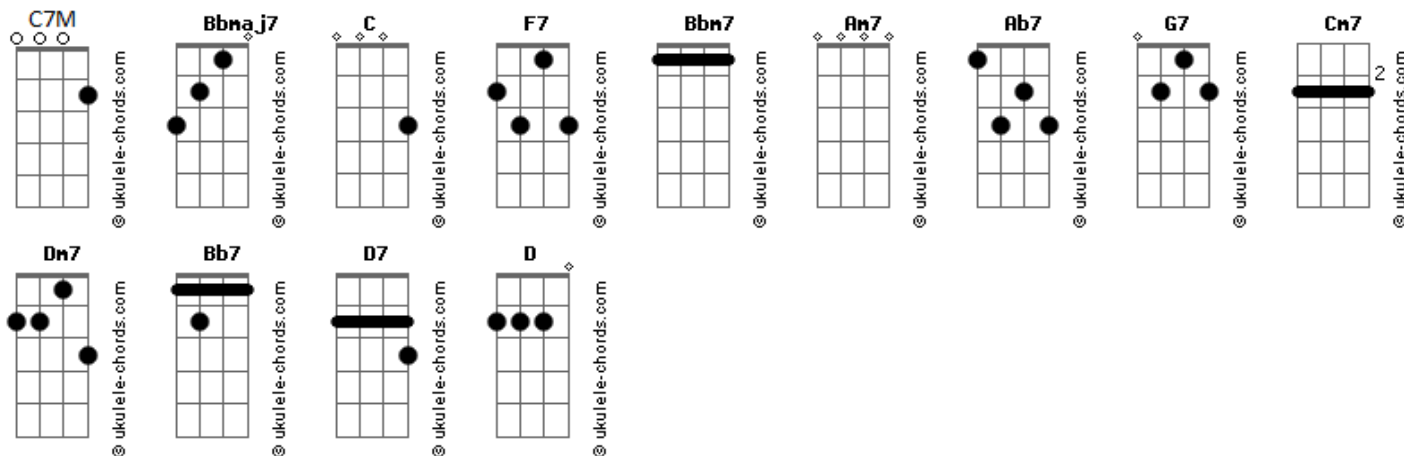 C7M Bbmaj7 C F7 Bbm7 Am7 Ab7 G7 Cm7
© ukulele-chords.com © ukulele-chords.com © ukulele-chords.com © ukulele-chords.com © ukulele-chords.com © ukulele-chords.com © ukulele-chords.com © ukulele-chords.com 2 © ukulele-chords.com
Dm7 Bb7 D7 D
© ukulele-chords.com © ukulele-chords.com © ukulele-chords.com © ukulele-chords.com